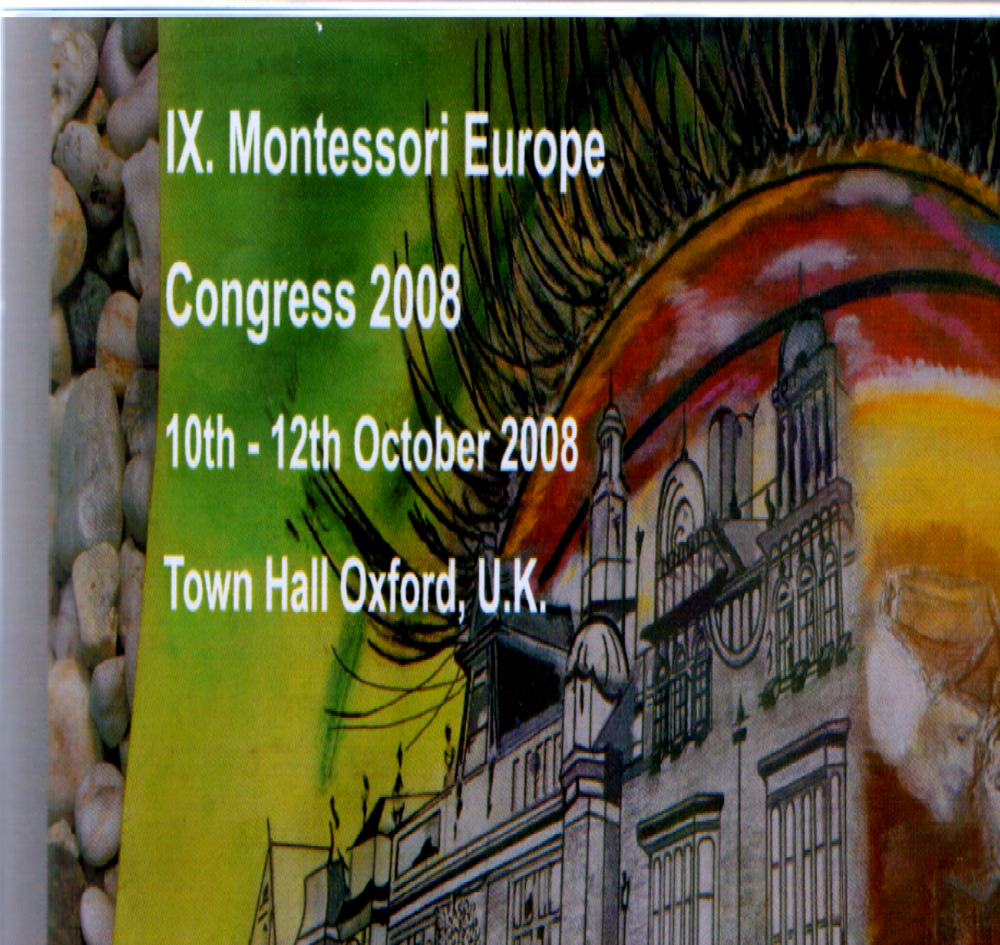 IX. Montessori Europe
Congress 2008
10th - 12th October 2008
Town Hall Oxford, U.K.